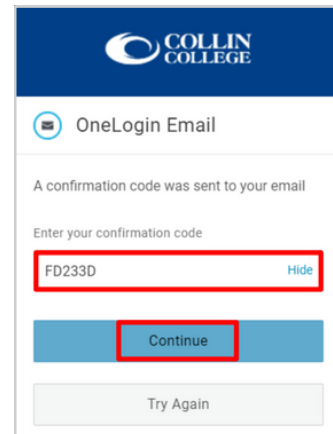 COLLIN
COLLEGE
OneLogin Email
A confirmation code was sent to your email
Enter your confirmation code
FD233D Hide
Continue
Try Again